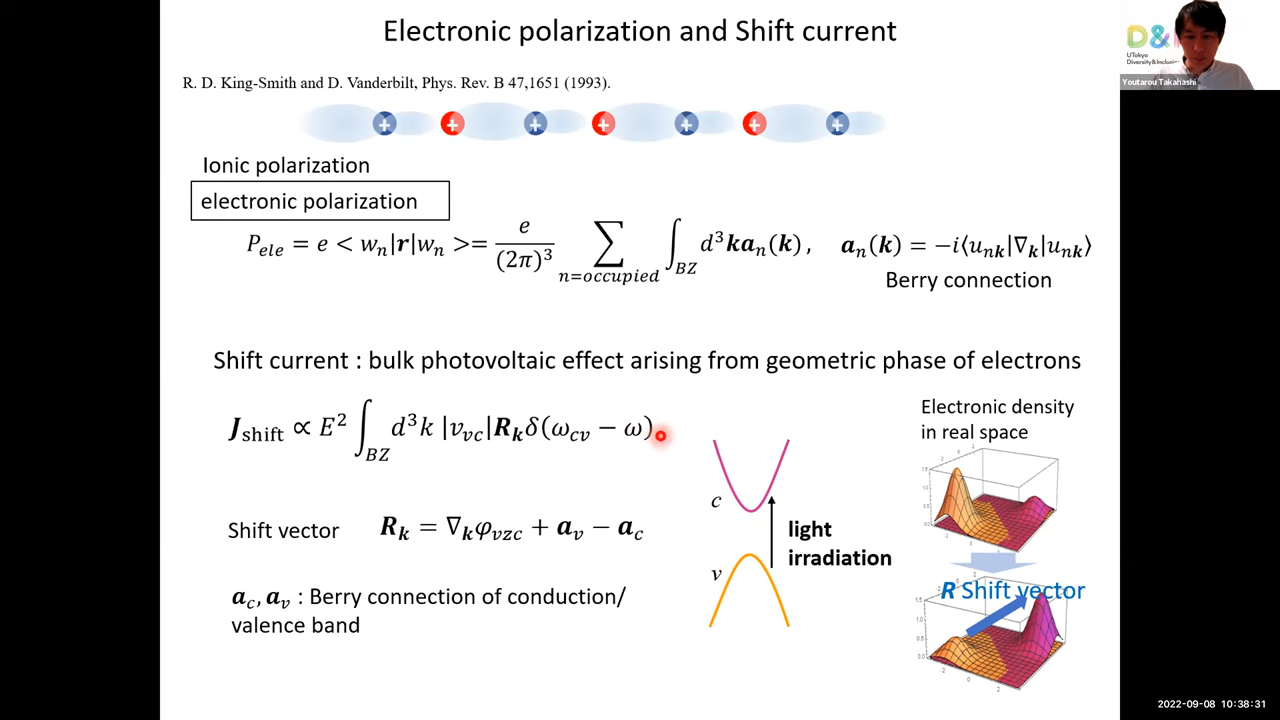 Electronic polarization and Shift current
D&I
UTokyo
Diversity & Inclusion
Youtarou Takahashi
R. D. King-Smith and D. Vanderbilt, Phys. Rev. B 47,1651 (1993).
+ + + + + + +
Ionic polarization
electronic polarization
P_ele = e < w_n|r|w_n >= e/(2π)³ ∑_{n=occupied} ∫_BZ d³k a_n(k) , a_n(k) = −i⟨u_nk|∇_k|u_nk⟩
Berry connection
Shift current : bulk photovoltaic effect arising from geometric phase of electrons
J_shift ∝ E² ∫_BZ d³k |v_vc|R_k δ(ω_cv − ω)
Electronic density
in real space
c
light
irradiation
v
Shift vector R_k = ∇_k φ_vzc + a_v − a_c
R Shift vector
a_c, a_v : Berry connection of conduction/
valence band
2022-09-08 10:38:31